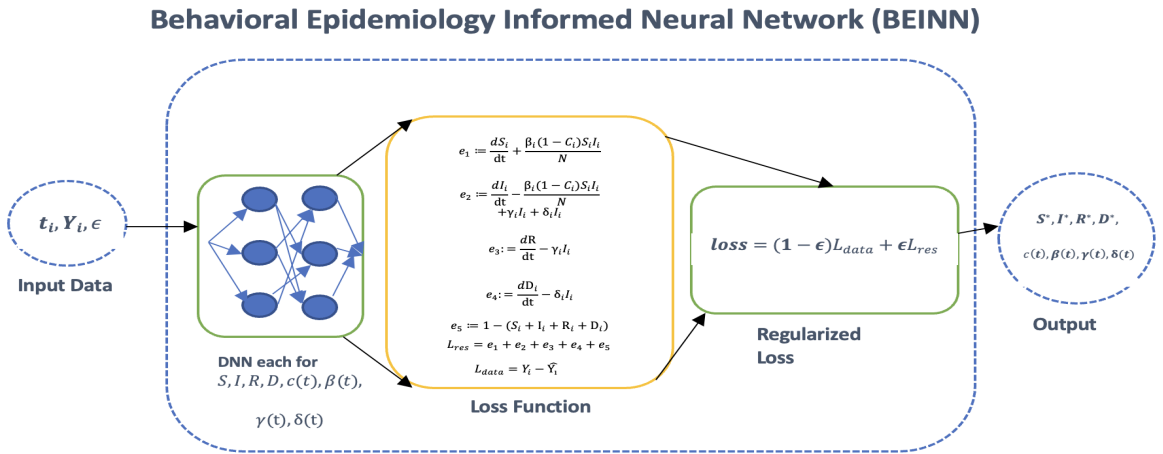 Behavioral Epidemiology Informed Neural Network (BEINN)
t_i, Y_i, ϵ
Input Data
DNN each for
S, I, R, D, c(t), β(t),
γ(t), δ(t)
e_1 ≔ dS_i/dt + β_i(1 − C_i)S_iI_i/N
e_2 ≔ dI_i/dt − β_i(1 − C_i)S_iI_i/N
+γ_iI_i + δ_iI_i
e_3≔ dR/dt − γ_iI_i
e_4≔ dD_i/dt − δ_iI_i
e_5 ≔ 1 − (S_i + I_i + R_i + D_i)
L_res = e_1 + e_2 + e_3 + e_4 + e_5
L_data = Y_i − Ŷ_i
Loss Function
loss = (1 − ϵ)L_data + ϵL_res
Regularized
Loss
S*, I*, R*, D*,
c(t), β(t), γ(t), δ(t)
Output